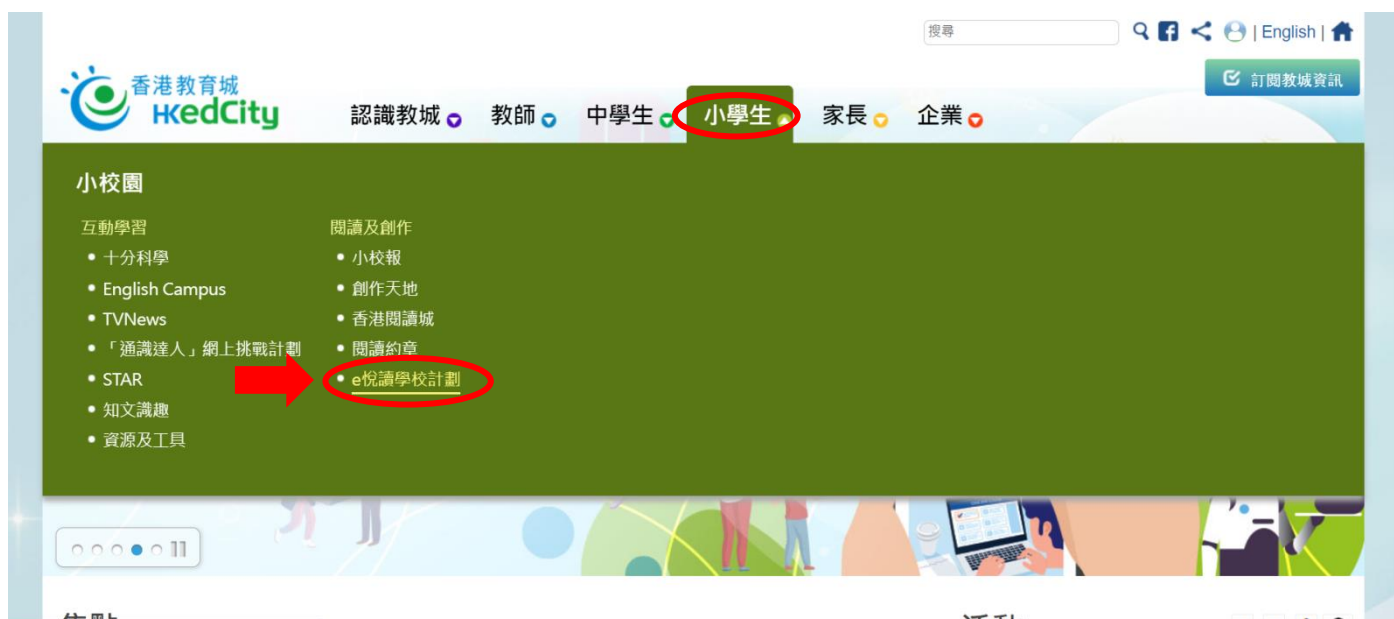 搜尋
| English |
訂閱教城資訊
香港教育城
HKedCity
認識教城 教師 中學生 小學生 家長 企業
小校園
互動學習
• 十分科學
• English Campus
• TVNews
• 「通識達人」網上挑戰計劃
• STAR
• 知文識趣
• 資源及工具
閱讀及創作
• 小校報
• 創作天地
• 香港閱讀城
• 閱讀約章
• e悅讀學校計劃